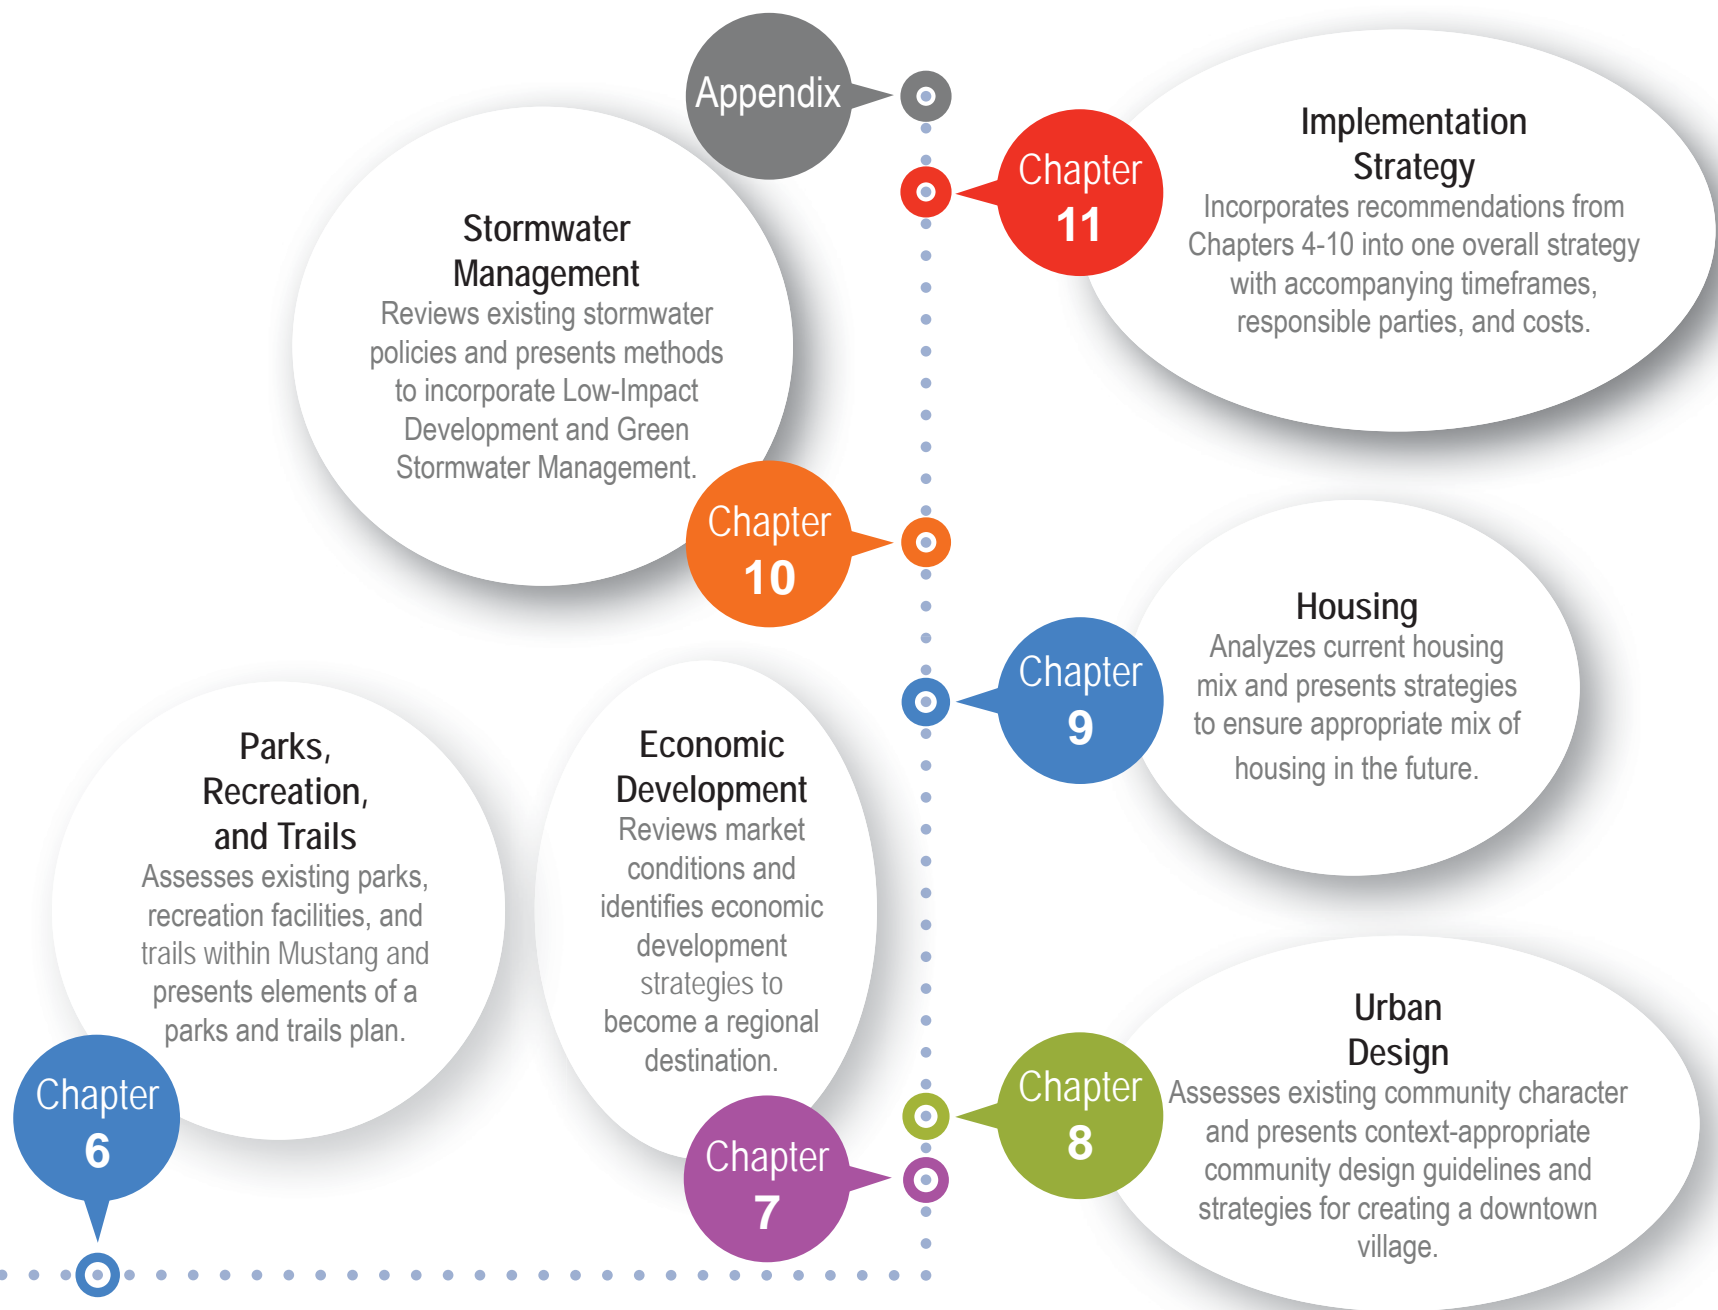 Appendix
Chapter
11
Implementation
Strategy
Incorporates recommendations from
Chapters 4-10 into one overall strategy
with accompanying timeframes,
responsible parties, and costs.
Stormwater
Management
Reviews existing stormwater
policies and presents methods
to incorporate Low-Impact
Development and Green
Stormwater Management.
Chapter
10
Housing
Analyzes current housing
mix and presents strategies
to ensure appropriate mix of
housing in the future.
Chapter
9
Parks,
Recreation,
and Trails
Assesses existing parks,
recreation facilities, and
trails within Mustang and
presents elements of a
parks and trails plan.
Chapter
6
Economic
Development
Reviews market
conditions and
identifies economic
development
strategies to
become a regional
destination.
Chapter
7
Chapter
8
Urban
Design
Assesses existing community character
and presents context-appropriate
community design guidelines and
strategies for creating a downtown
village.